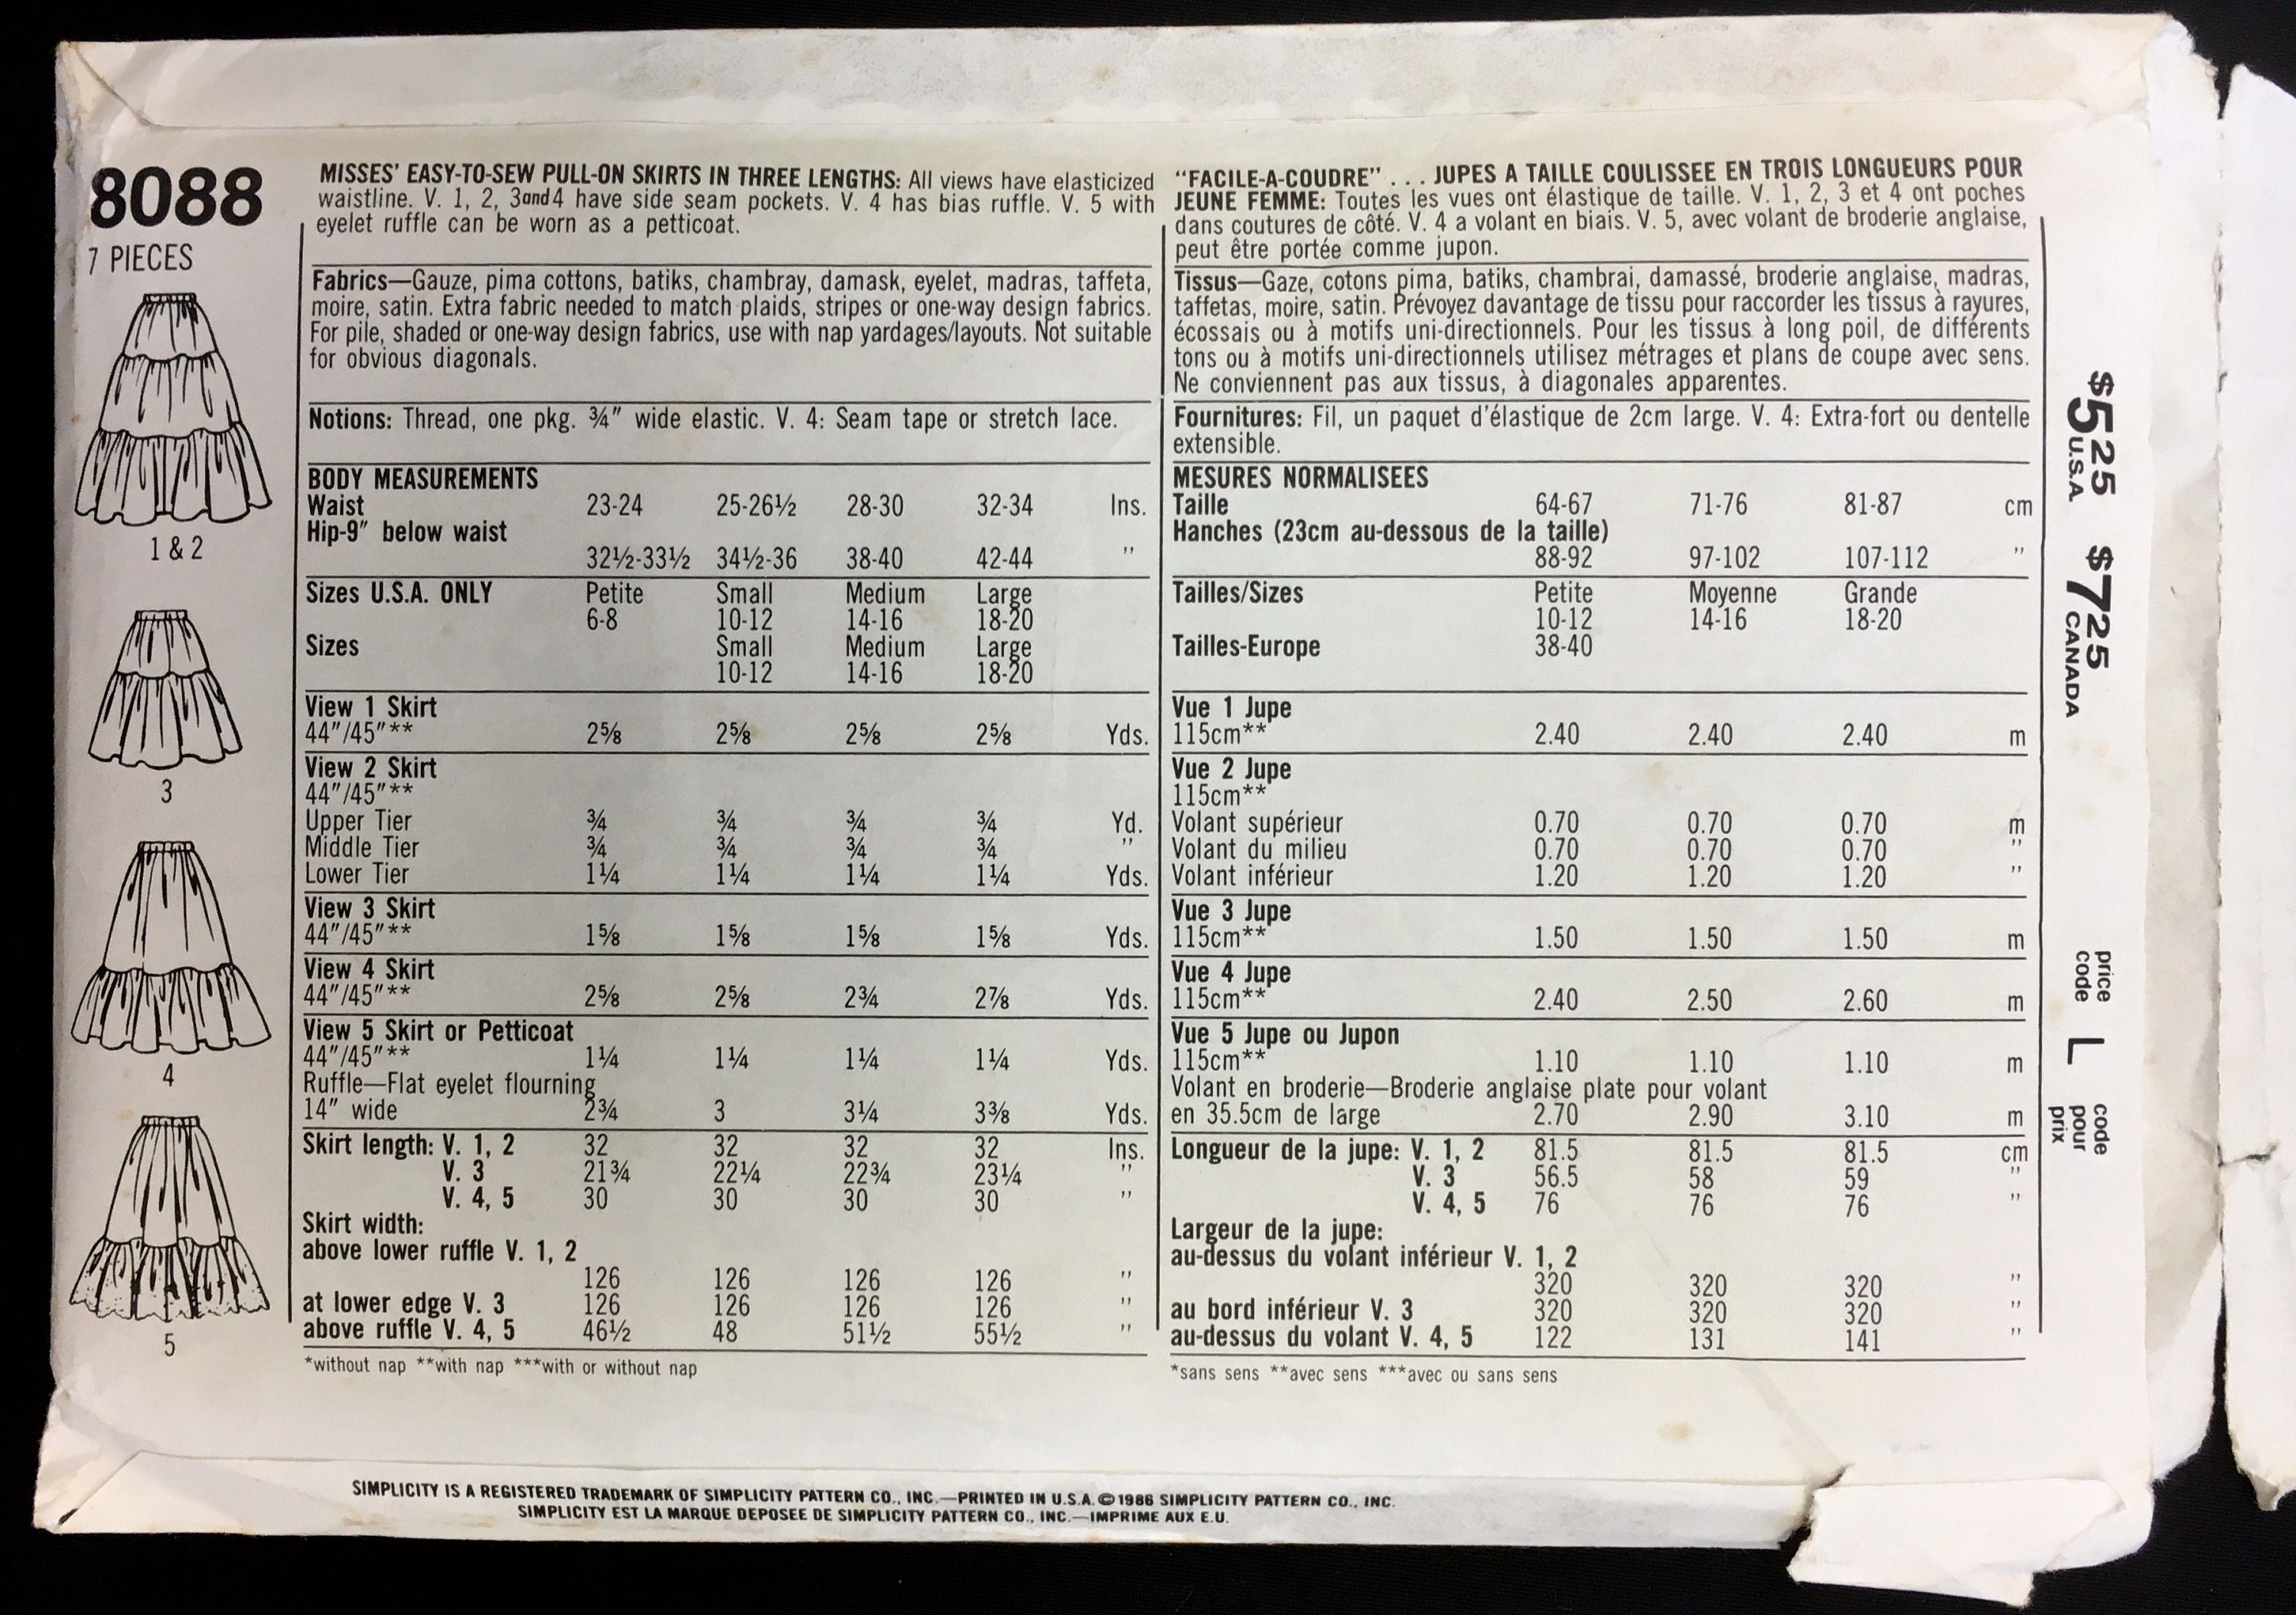 8088
7 PIECES
1 & 2
3
4
5
MISSES' EASY-TO-SEW PULL-ON SKIRTS IN THREE LENGTHS: All views have elasticized
waistline. V. 1, 2, 3and4 have side seam pockets. V. 4 has bias ruffle. V. 5 with
eyelet ruffle can be worn as a petticoat.
Fabrics—Gauze, pima cottons, batiks, chambray, damask, eyelet, madras, taffeta,
moire, satin. Extra fabric needed to match plaids, stripes or one-way design fabrics.
For pile, shaded or one-way design fabrics, use with nap yardages/layouts. Not suitable
for obvious diagonals.
Notions: Thread, one pkg. ¾" wide elastic. V. 4: Seam tape or stretch lace.
BODY MEASUREMENTS
Waist 23-24 25-26½ 28-30 32-34 Ins.
Hip-9" below waist
32½-33½ 34½-36 38-40 42-44 "
Sizes U.S.A. ONLY Petite Small Medium Large
6-8 10-12 14-16 18-20
Sizes Small Medium Large
10-12 14-16 18-20
View 1 Skirt
44"/45"** 2⅝ 2⅝ 2⅝ 2⅝ Yds.
View 2 Skirt
44"/45"**
Upper Tier ¾ ¾ ¾ ¾ Yd.
Middle Tier ¾ ¾ ¾ ¾ "
Lower Tier 1¼ 1¼ 1¼ 1¼ Yds.
View 3 Skirt
44"/45"** 1⅝ 1⅝ 1⅝ 1⅝ Yds.
View 4 Skirt
44"/45"** 2⅝ 2⅝ 2¾ 2⅞ Yds.
View 5 Skirt or Petticoat
44"/45"** 1¼ 1¼ 1¼ 1¼ Yds.
Ruffle—Flat eyelet flourning
14" wide 2¾ 3 3¼ 3⅜ Yds.
Skirt length: V. 1, 2 32 32 32 32 Ins.
V. 3 21¾ 22¼ 22¾ 23¼ "
V. 4, 5 30 30 30 30 "
Skirt width:
above lower ruffle V. 1, 2
126 126 126 126 "
at lower edge V. 3 126 126 126 126 "
above ruffle V. 4, 5 46½ 48 51½ 55½ "
*without nap **with nap ***with or without nap
"FACILE-A-COUDRE" . . . JUPES A TAILLE COULISSEE EN TROIS LONGUEURS POUR
JEUNE FEMME: Toutes les vues ont élastique de taille. V. 1, 2, 3 et 4 ont poches
dans coutures de côté. V. 4 a volant en biais. V. 5, avec volant de broderie anglaise,
peut être portée comme jupon.
Tissus—Gaze, cotons pima, batiks, chambrai, damassé, broderie anglaise, madras,
taffetas, moire, satin. Prévoyez davantage de tissu pour raccorder les tissus à rayures,
écossais ou à motifs uni-directionnels. Pour les tissus à long poil, de différents
tons ou à motifs uni-directionnels utilisez métrages et plans de coupe avec sens.
Ne conviennent pas aux tissus, à diagonales apparentes.
Fournitures: Fil, un paquet d'élastique de 2cm large. V. 4: Extra-fort ou dentelle
extensible.
MESURES NORMALISEES
Taille 64-67 71-76 81-87 cm
Hanches (23cm au-dessous de la taille)
88-92 97-102 107-112 "
Tailles/Sizes Petite Moyenne Grande
10-12 14-16 18-20
Tailles-Europe 38-40
Vue 1 Jupe
115cm** 2.40 2.40 2.40 m
Vue 2 Jupe
115cm**
Volant supérieur 0.70 0.70 0.70 m
Volant du milieu 0.70 0.70 0.70 "
Volant inférieur 1.20 1.20 1.20 "
Vue 3 Jupe
115cm** 1.50 1.50 1.50 m
Vue 4 Jupe
115cm** 2.40 2.50 2.60 m
Vue 5 Jupe ou Jupon
115cm** 1.10 1.10 1.10 m
Volant en broderie—Broderie anglaise plate pour volant
en 35.5cm de large 2.70 2.90 3.10 m
Longueur de la jupe: V. 1, 2 81.5 81.5 81.5 cm
V. 3 56.5 58 59 "
V. 4, 5 76 76 76 "
Largeur de la jupe:
au-dessus du volant inférieur V. 1, 2
320 320 320 "
au bord inférieur V. 3 320 320 320 "
au-dessus du volant V. 4, 5 122 131 141 "
*sans sens **avec sens ***avec ou sans sens
$5 25 U.S.A. $7 25 CANADA
price code L code pour prix
SIMPLICITY IS A REGISTERED TRADEMARK OF SIMPLICITY PATTERN CO., INC.—PRINTED IN U.S.A. © 1986 SIMPLICITY PATTERN CO., INC.
SIMPLICITY EST LA MARQUE DEPOSEE DE SIMPLICITY PATTERN CO., INC.—IMPRIME AUX E.U.